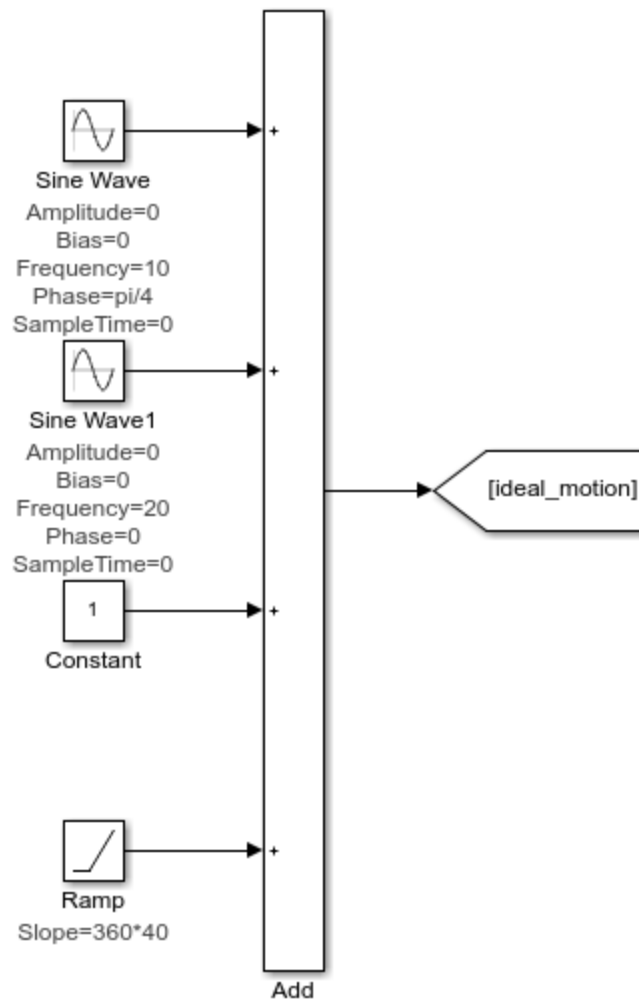 +
Sine Wave
Amplitude=0
Bias=0
Frequency=10
Phase=pi/4
SampleTime=0
+
Sine Wave1
Amplitude=0
Bias=0
Frequency=20
Phase=0
SampleTime=0
[ideal_motion]
1
+
Constant
+
Ramp
Slope=360*40
Add